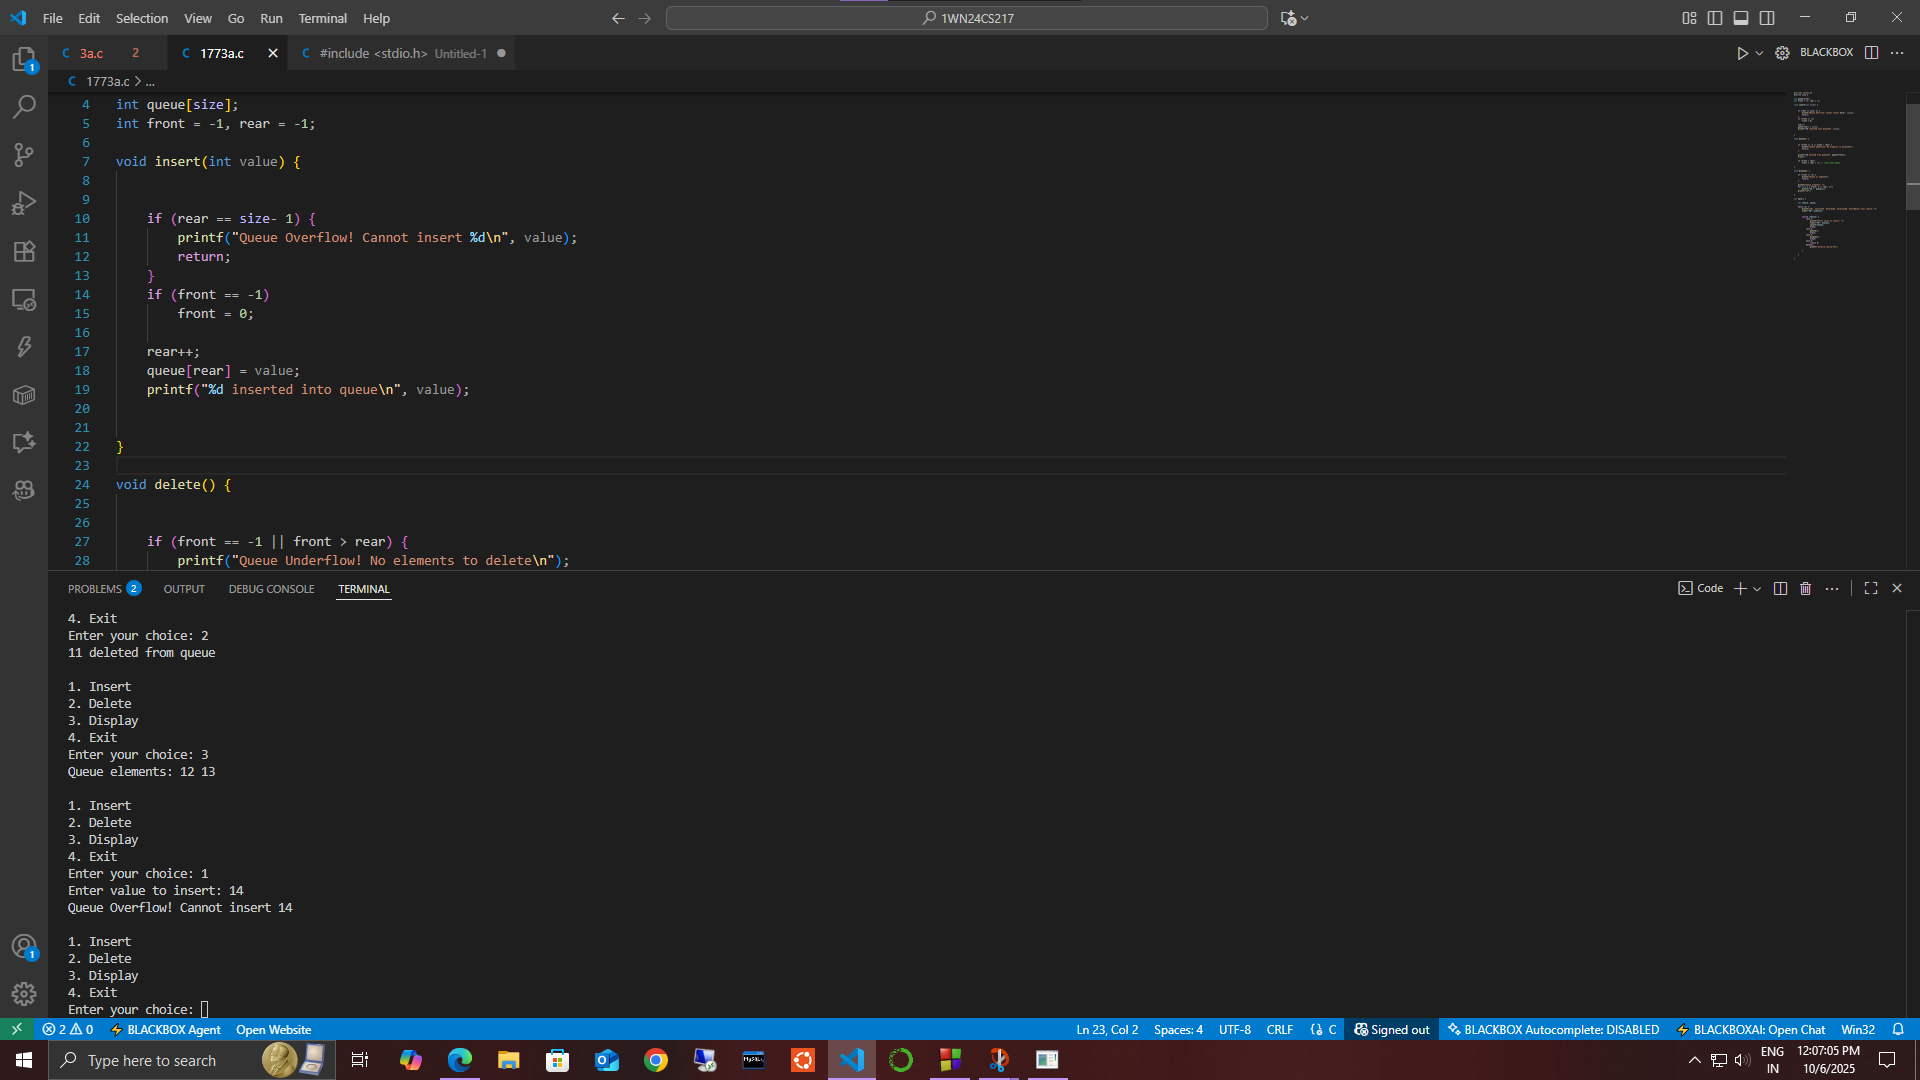 File Edit Selection View Go Run Terminal Help
1WN24CS217
3a.c 2
1773a.c
#include <stdio.h> Untitled-1
BLACKBOX
1773a.c > ...
4 int queue[size];
5 int front = -1, rear = -1;
6
7 void insert(int value) {
8
9
10 if (rear == size- 1) {
11 printf("Queue Overflow! Cannot insert %d\n", value);
12 return;
13 }
14 if (front == -1)
15 front = 0;
16
17 rear++;
18 queue[rear] = value;
19 printf("%d inserted into queue\n", value);
20
21
22 }
23
24 void delete() {
25
26
27 if (front == -1 || front > rear) {
28 printf("Queue Underflow! No elements to delete\n");
PROBLEMS 2 OUTPUT DEBUG CONSOLE TERMINAL
Code
4. Exit
Enter your choice: 2
11 deleted from queue
1. Insert
2. Delete
3. Display
4. Exit
Enter your choice: 3
Queue elements: 12 13
1. Insert
2. Delete
3. Display
4. Exit
Enter your choice: 1
Enter value to insert: 14
Queue Overflow! Cannot insert 14
1. Insert
2. Delete
3. Display
4. Exit
Enter your choice:
2 0 BLACKBOX Agent Open Website Ln 23, Col 2 Spaces: 4 UTF-8 CRLF {} C Signed out BLACKBOX Autocomplete: DISABLED BLACKBOXAI: Open Chat Win32
Type here to search
ENG
IN
12:07:05 PM
10/6/2025